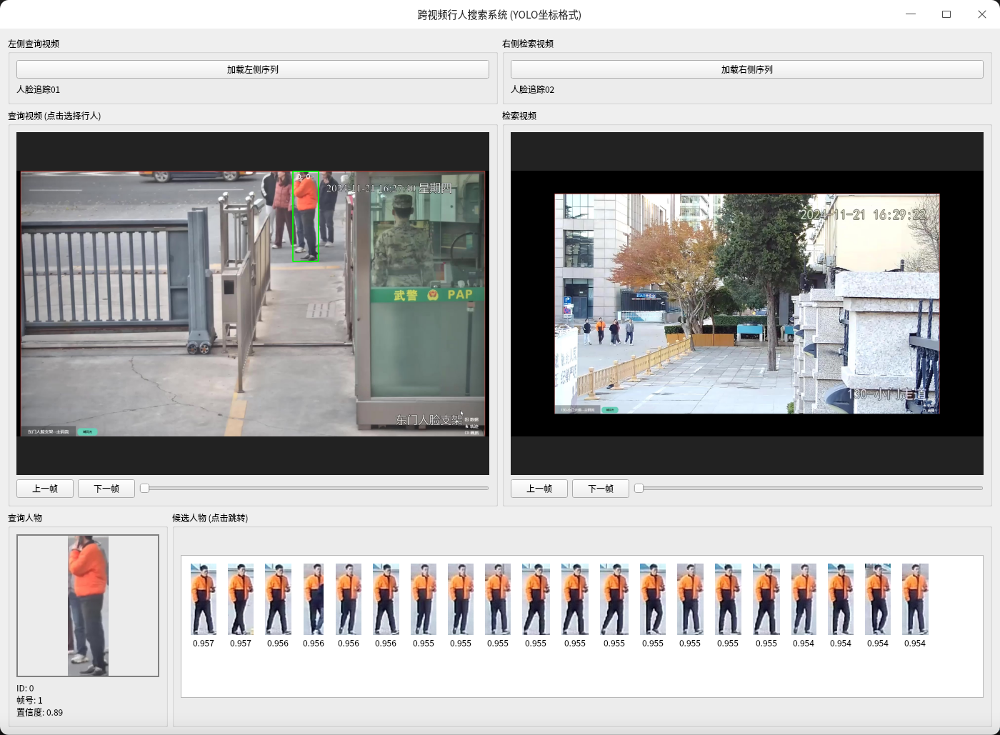 跨视频行人搜索系统 (YOLO坐标格式)
左侧查询视频
加载左侧序列
人脸追踪01
右侧检索视频
加载右侧序列
人脸追踪02
查询视频 (点击选择行人)
ID: 0
2024-11-21 16:27:40 星期四
武警 PAP
东门人脸支架
东门人脸支架--主码流
上一帧
下一帧
检索视频
2024-11-21 16:29:22
130-小门走道
上一帧
下一帧
查询人物
ID: 0
帧号: 1
置信度: 0.89
候选人物 (点击跳转)
0.957 0.957 0.956 0.956 0.956 0.956 0.955 0.955 0.955 0.955 0.955 0.955 0.955 0.955 0.955 0.955 0.954 0.954 0.954 0.954